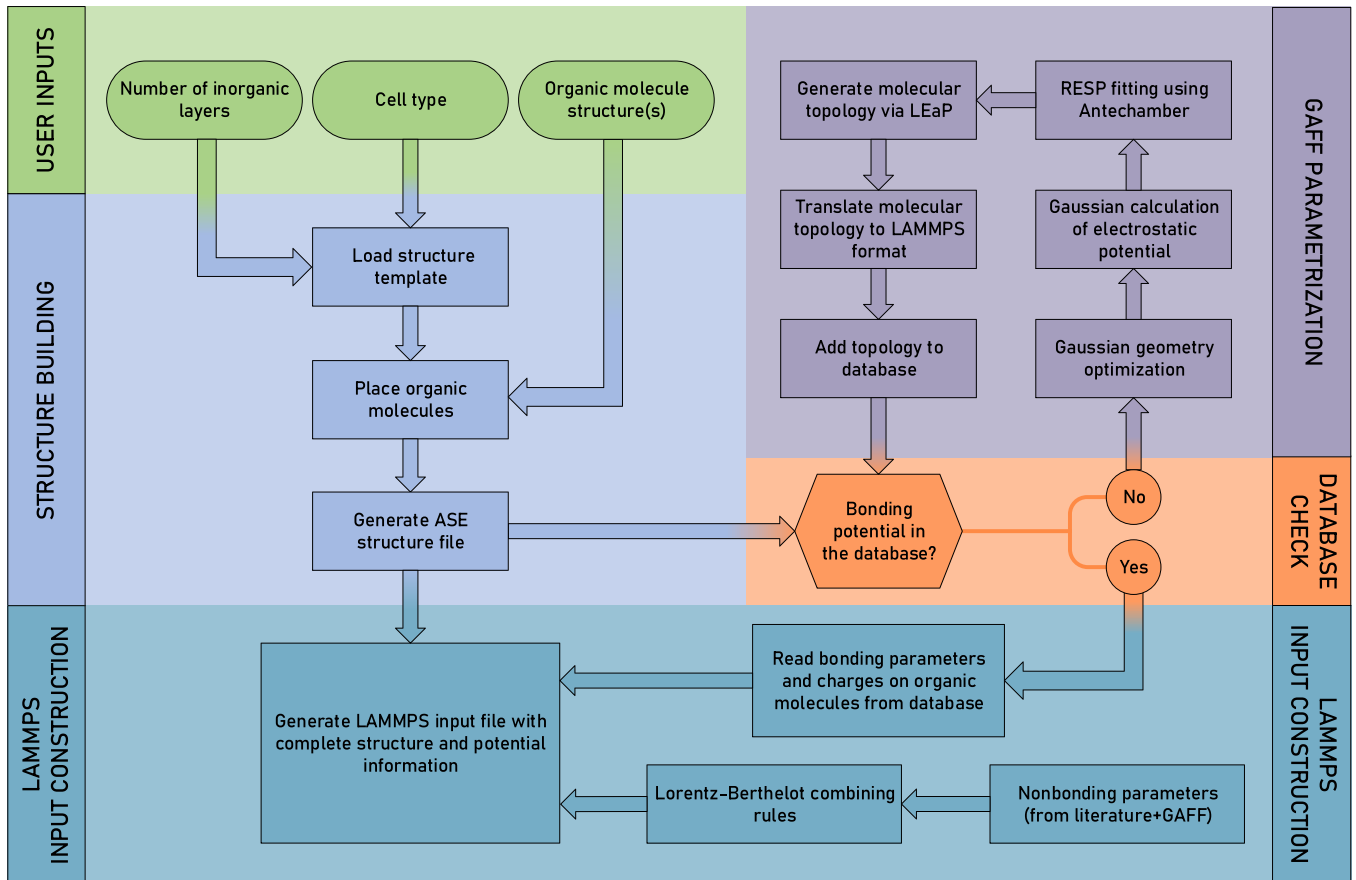 USER INPUTS
Number of inorganic
layers
Cell type
Organic molecule
structure(s)
STRUCTURE BUILDING
Load structure
template
Place organic
molecules
Generate ASE
structure file
GAFF PARAMETRIZATION
Generate molecular
topology via LEaP
RESP fitting using
Antechamber
Translate molecular
topology to LAMMPS
format
Gaussian calculation
of electrostatic
potential
Add topology to
database
Gaussian geometry
optimization
DATABASE
CHECK
Bonding
potential in
the database?
No
Yes
LAMMPS
INPUT CONSTRUCTION
Generate LAMMPS input file with
complete structure and potential
information
Read bonding parameters
and charges on organic
molecules from database
Lorentz–Berthelot combining
rules
Nonbonding parameters
(from literature+GAFF)
LAMMPS
INPUT CONSTRUCTION